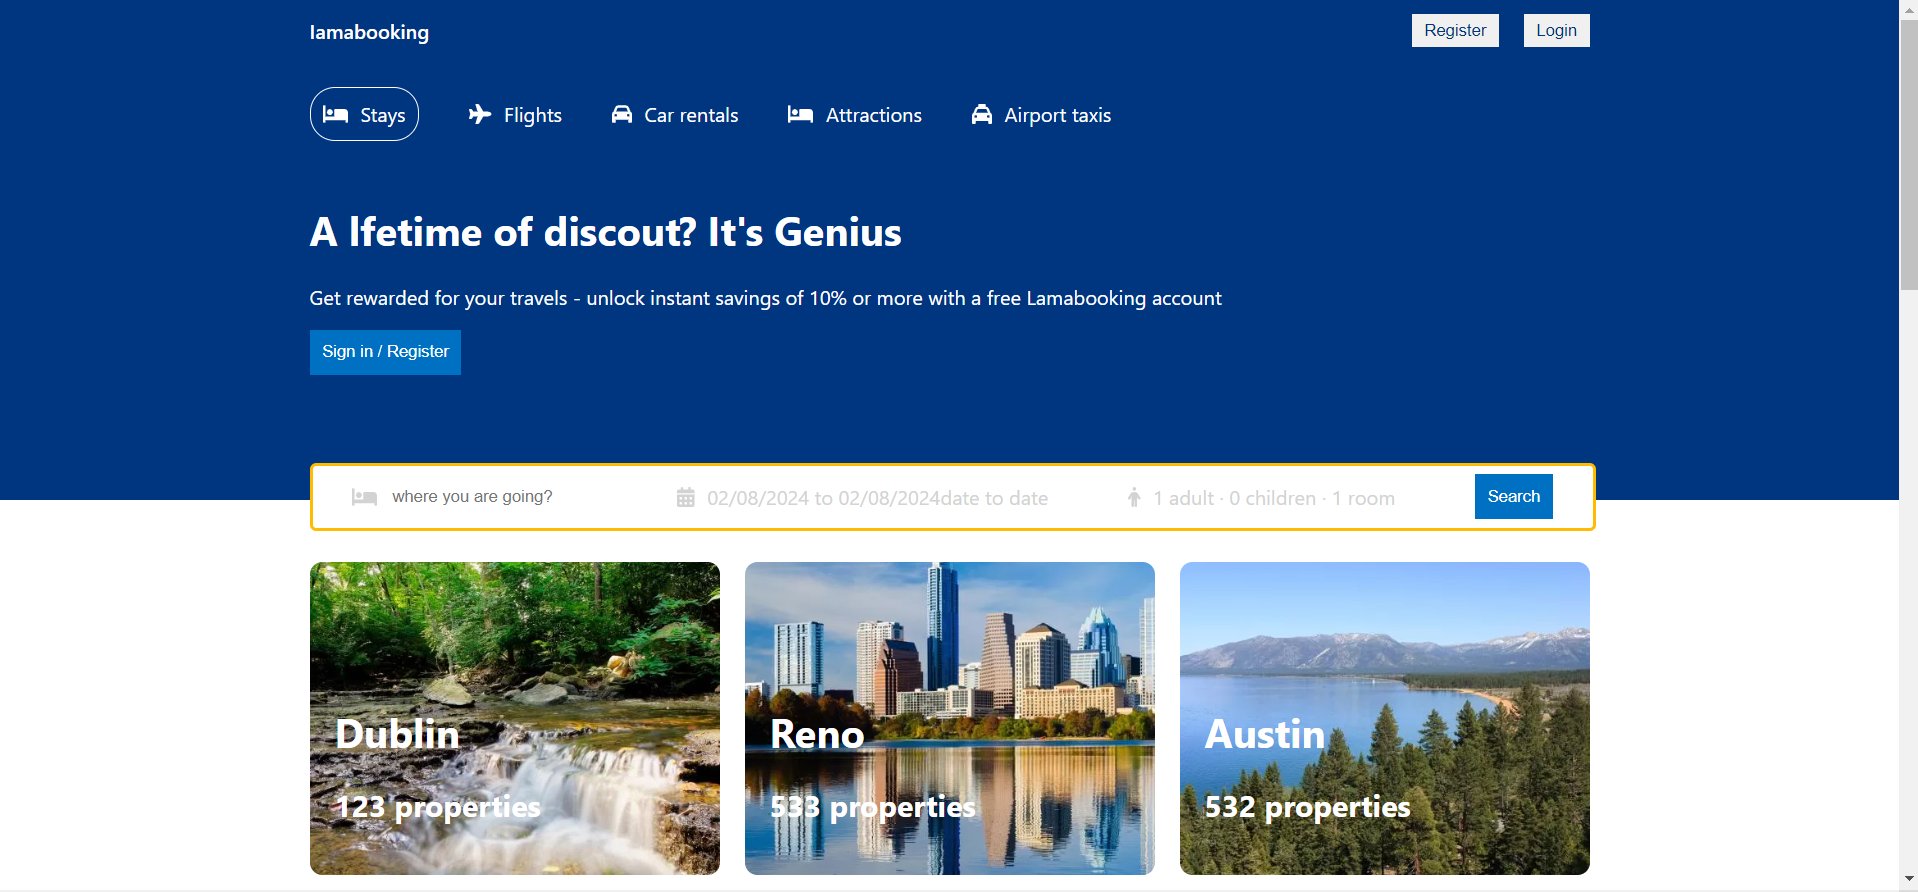 lamabooking
Register
Login
Stays
Flights
Car rentals
Attractions
Airport taxis
A lfetime of discout? It's Genius
Get rewarded for your travels - unlock instant savings of 10% or more with a free Lamabooking account
Sign in / Register
where you are going?
02/08/2024 to 02/08/2024date to date
1 adult · 0 children · 1 room
Search
Dublin
123 properties
Reno
533 properties
Austin
532 properties